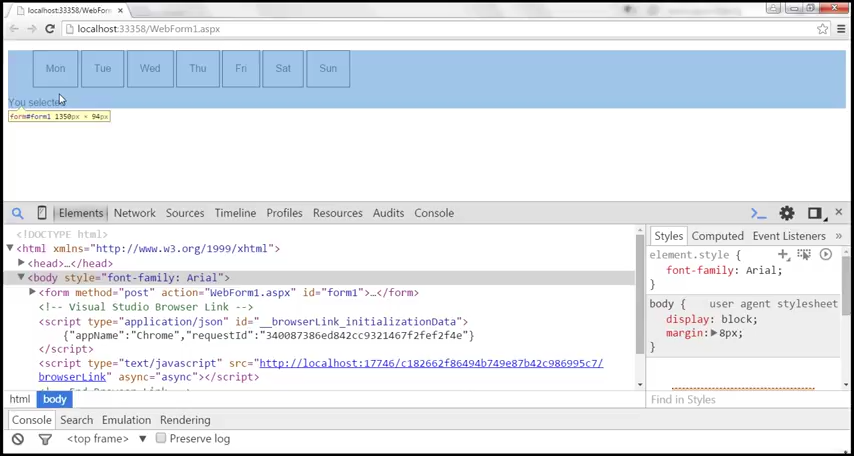 localhost:33358/WebForm1.aspx
Mon Tue Wed Thu Fri Sat Sun
You selected
form#form1 1350px × 94px
Elements Network Sources Timeline Profiles Resources Audits Console
<!DOCTYPE html>
<html xmlns="http://www.w3.org/1999/xhtml">
<head>…</head>
<body style="font-family: Arial">
<form method="post" action="WebForm1.aspx" id="form1">…</form>
<!-- Visual Studio Browser Link -->
<script type="application/json" id="__browserLink_initializationData">
{"appName":"Chrome","requestId":"340087386ed842cc9321467f2fef2f4e"}
</script>
<script type="text/javascript" src="http://localhost:17746/c182662f86494b749e87b42c986995c7/
browserLink" async="async"></script>
<!-- End Browser Link -->
html body
Styles Computed Event Listeners »
element.style {
font-family: Arial;
}
body { user agent stylesheet
display: block;
margin: 8px;
}
Find in Styles
Console Search Emulation Rendering
<top frame> Preserve log